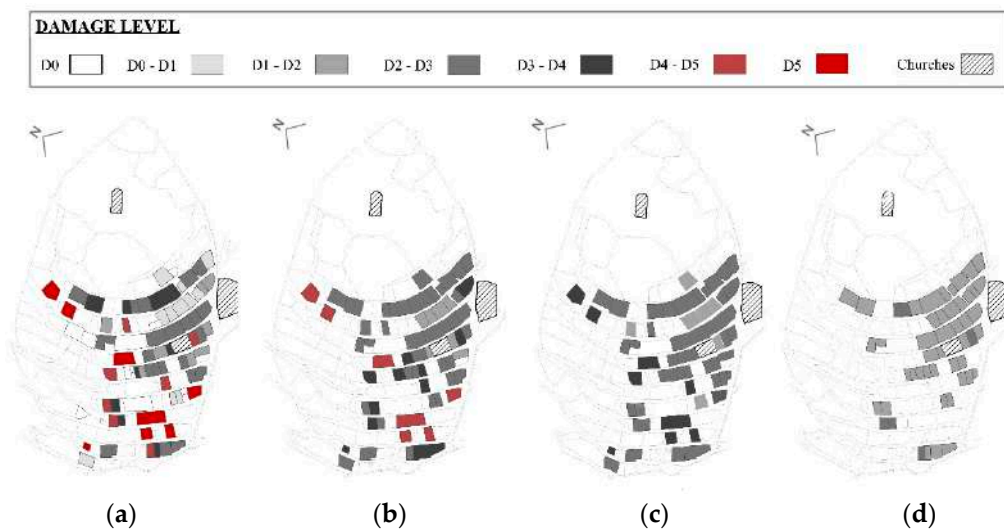 DAMAGE LEVEL
D0 D0 - D1 D1 - D2 D2 - D3 D3 - D4 D4 - D5 D5 Churches
N N N N
(a) (b) (c) (d)